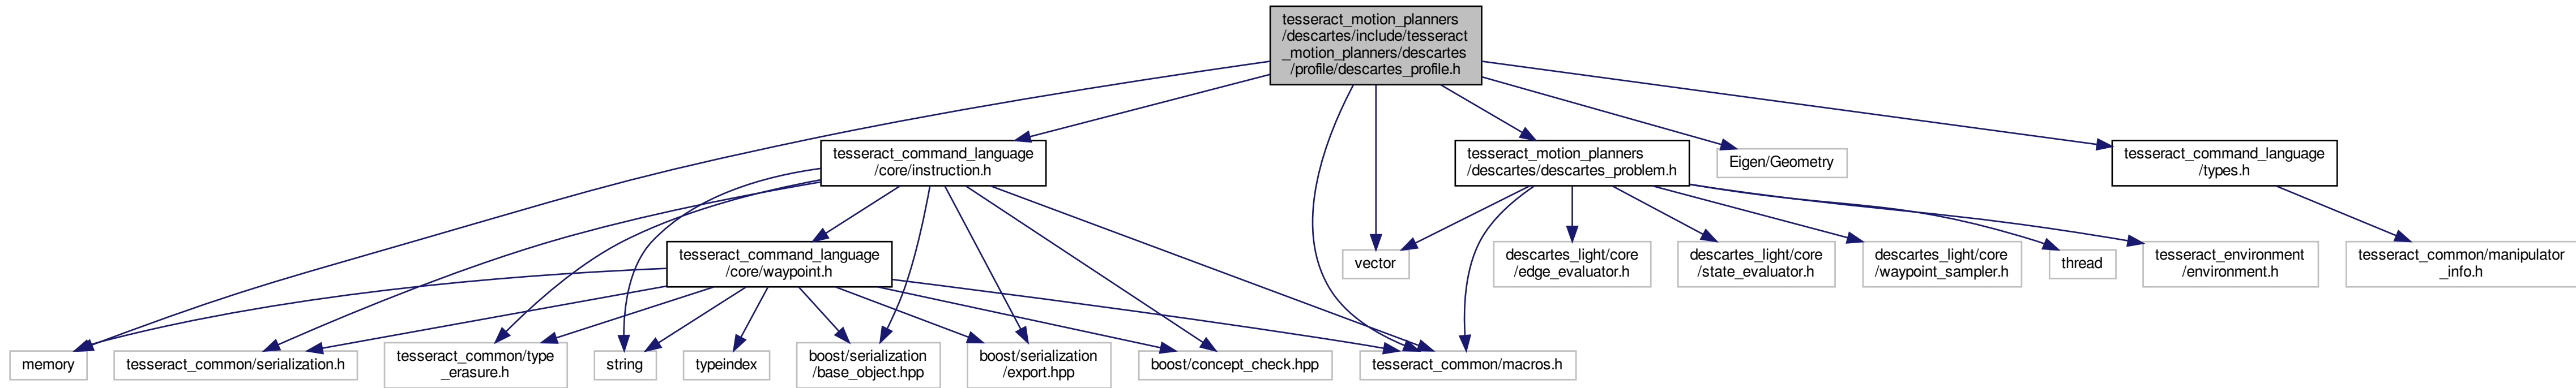 tesseract_motion_planners
/descartes/include/tesseract
_motion_planners/descartes
/profile/descartes_profile.h
tesseract_command_language
/core/instruction.h
tesseract_motion_planners
/descartes/descartes_problem.h
Eigen/Geometry
tesseract_command_language
/types.h
tesseract_command_language
/core/waypoint.h
vector
descartes_light/core
/edge_evaluator.h
descartes_light/core
/state_evaluator.h
descartes_light/core
/waypoint_sampler.h
thread
tesseract_environment
/environment.h
tesseract_common/manipulator
_info.h
memory
tesseract_common/serialization.h
tesseract_common/type
_erasure.h
string
typeindex
boost/serialization
/base_object.hpp
boost/serialization
/export.hpp
boost/concept_check.hpp
tesseract_common/macros.h